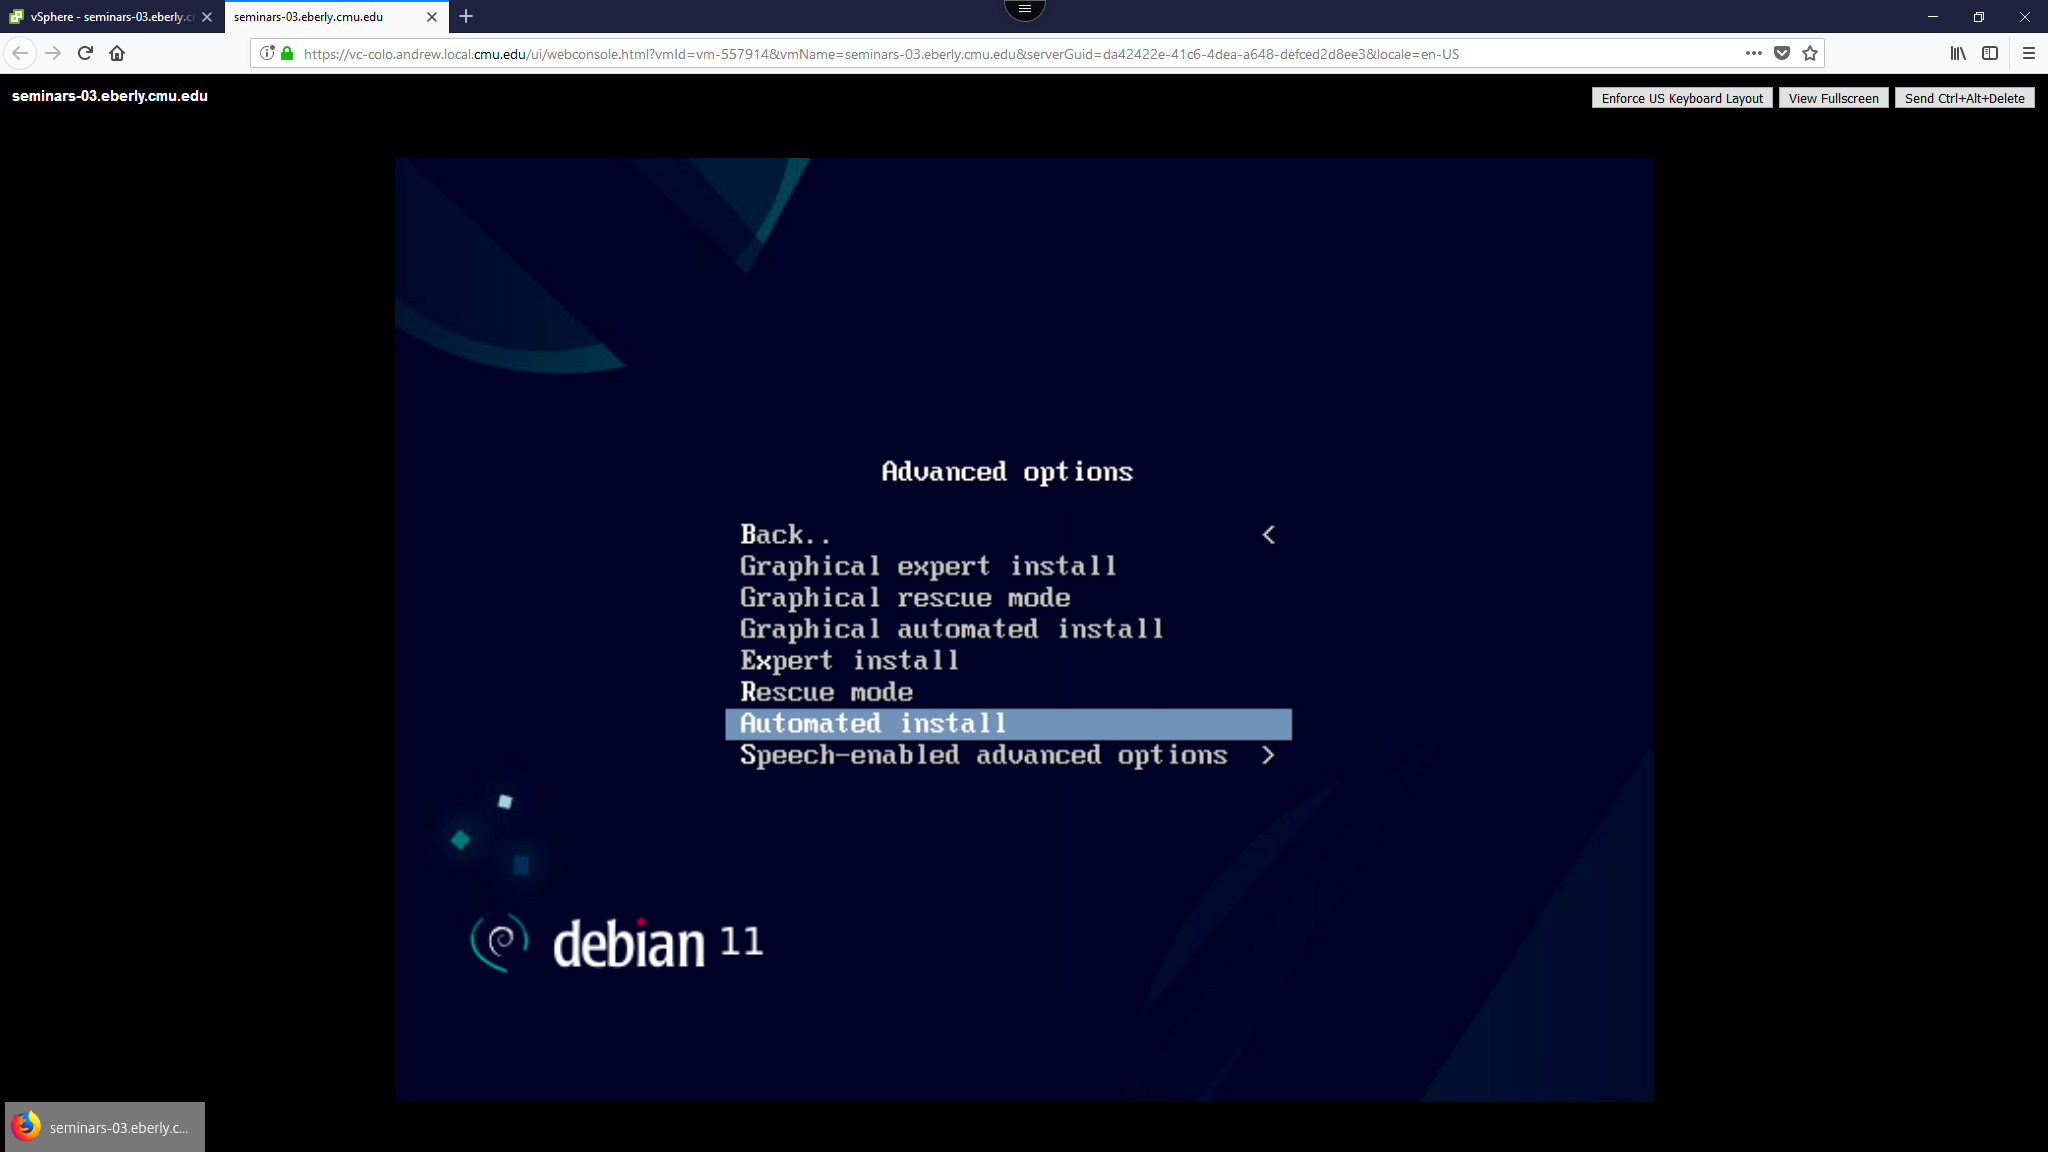 vSphere - seminars-03.eberly.c
seminars-03.eberly.cmu.edu
https://vc-colo.andrew.local.cmu.edu/ui/webconsole.html?vmId=vm-557914&vmName=seminars-03.eberly.cmu.edu&serverGuid=da42422e-41c6-4dea-a648-defced2d8ee3&locale=en-US
seminars-03.eberly.cmu.edu
Enforce US Keyboard Layout
View Fullscreen
Send Ctrl+Alt+Delete
Advanced options
Back.. <
Graphical expert install
Graphical rescue mode
Graphical automated install
Expert install
Rescue mode
Automated install
Speech-enabled advanced options >
debian 11
seminars-03.eberly.c...